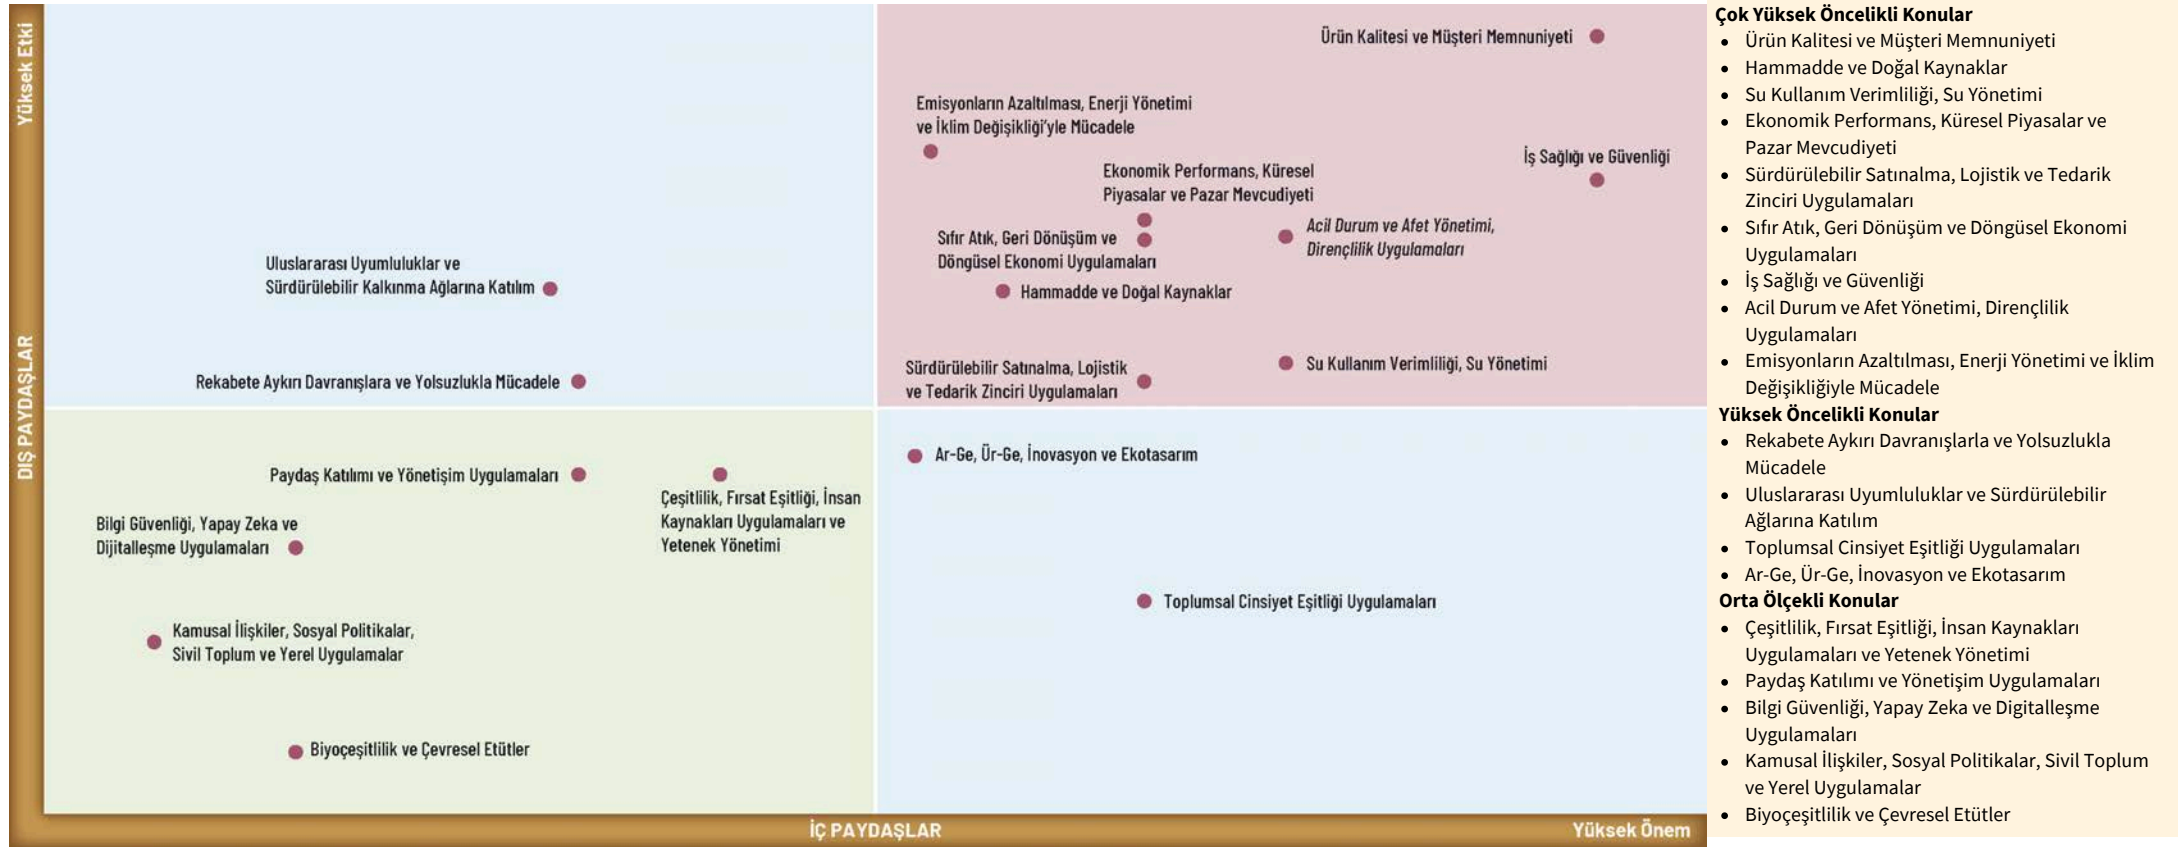 Yüksek Etki
DIŞ PAYDAŞLAR
Ürün Kalitesi ve Müşteri Memnuniyeti
Emisyonların Azaltılması, Enerji Yönetimi
ve İklim Değişikliği'yle Mücadele
İş Sağlığı ve Güvenliği
Ekonomik Performans, Küresel
Piyasalar ve Pazar Mevcudiyeti
Acil Durum ve Afet Yönetimi,
Dirençlilik Uygulamaları
Sıfır Atık, Geri Dönüşüm ve
Döngüsel Ekonomi Uygulamaları
Uluslararası Uyumluluklar ve
Sürdürülebilir Kalkınma Ağlarına Katılım
Hammadde ve Doğal Kaynaklar
Rekabete Aykırı Davranışlara ve Yolsuzlukla Mücadele
Sürdürülebilir Satınalma, Lojistik
ve Tedarik Zinciri Uygulamaları
Su Kullanım Verimliliği, Su Yönetimi
Paydaş Katılımı ve Yönetişim Uygulamaları
Çeşitlilik, Fırsat Eşitliği, İnsan
Kaynakları Uygulamaları ve
Yetenek Yönetimi
Ar-Ge, Ür-Ge, İnovasyon ve Ekotasarım
Bilgi Güvenliği, Yapay Zeka ve
Dijitalleşme Uygulamaları
Toplumsal Cinsiyet Eşitliği Uygulamaları
Kamusal İlişkiler, Sosyal Politikalar,
Sivil Toplum ve Yerel Uygulamalar
Biyoçeşitlilik ve Çevresel Etütler
İÇ PAYDAŞLAR
Yüksek Önem
Çok Yüksek Öncelikli Konular
• Ürün Kalitesi ve Müşteri Memnuniyeti
• Hammadde ve Doğal Kaynaklar
• Su Kullanım Verimliliği, Su Yönetimi
• Ekonomik Performans, Küresel Piyasalar ve
Pazar Mevcudiyeti
• Sürdürülebilir Satınalma, Lojistik ve Tedarik
Zinciri Uygulamaları
• Sıfır Atık, Geri Dönüşüm ve Döngüsel Ekonomi
Uygulamaları
• İş Sağlığı ve Güvenliği
• Acil Durum ve Afet Yönetimi, Dirençlilik
Uygulamaları
• Emisyonların Azaltılması, Enerji Yönetimi ve İklim
Değişikliğiyle Mücadele
Yüksek Öncelikli Konular
• Rekabete Aykırı Davranışlarla ve Yolsuzlukla
Mücadele
• Uluslararası Uyumluluklar ve Sürdürülebilir
Ağlarına Katılım
• Toplumsal Cinsiyet Eşitliği Uygulamaları
• Ar-Ge, Ür-Ge, İnovasyon ve Ekotasarım
Orta Ölçekli Konular
• Çeşitlilik, Fırsat Eşitliği, İnsan Kaynakları
Uygulamaları ve Yetenek Yönetimi
• Paydaş Katılımı ve Yönetişim Uygulamaları
• Bilgi Güvenliği, Yapay Zeka ve Digitalleşme
Uygulamaları
• Kamusal İlişkiler, Sosyal Politikalar, Sivil Toplum
ve Yerel Uygulamalar
• Biyoçeşitlilik ve Çevresel Etütler